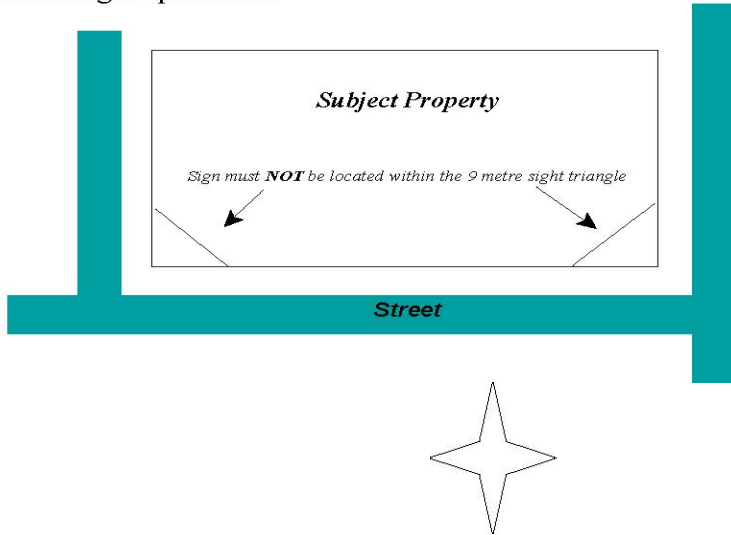 Subject Property
Sign must NOT be located within the 9 metre sight triangle
Street